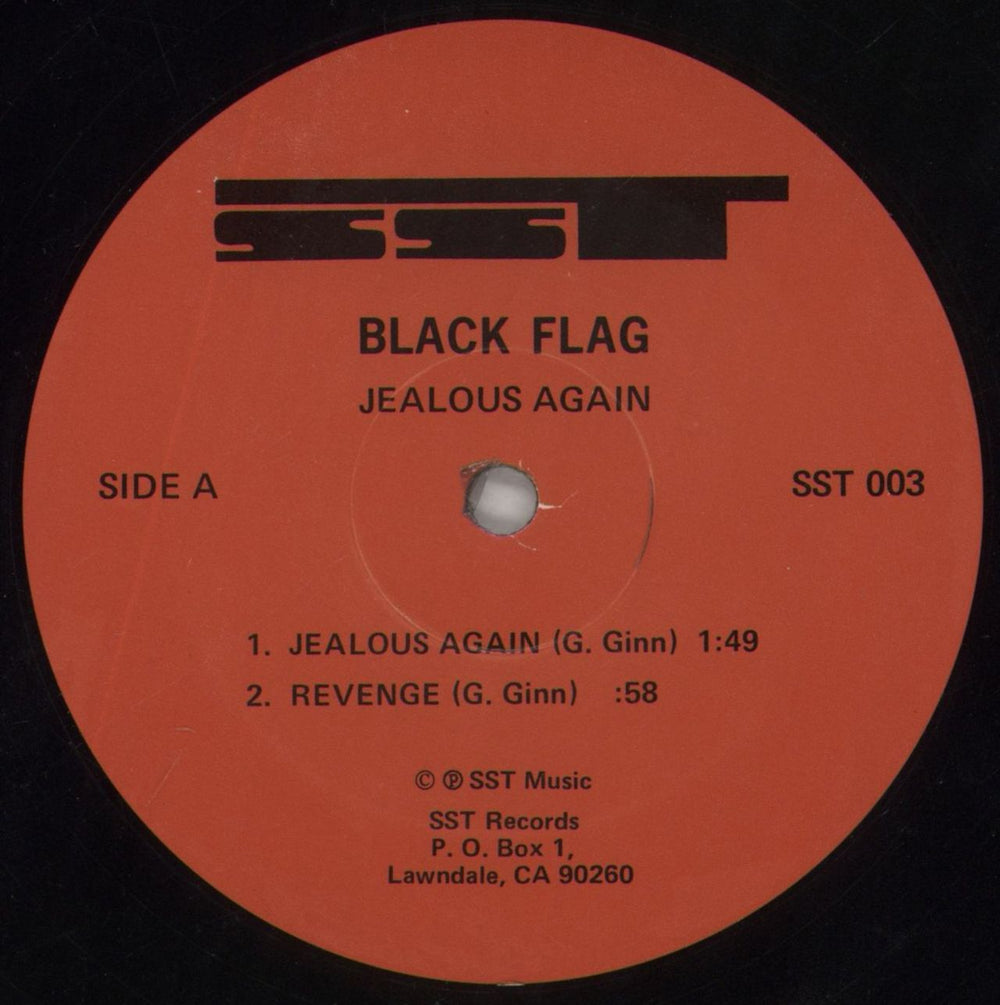 SST
BLACK FLAG
JEALOUS AGAIN
SIDE A
SST 003
1. JEALOUS AGAIN (G. Ginn) 1:49
2. REVENGE (G. Ginn) :58
© ℗ SST Music
SST Records
P. O. Box 1,
Lawndale, CA 90260